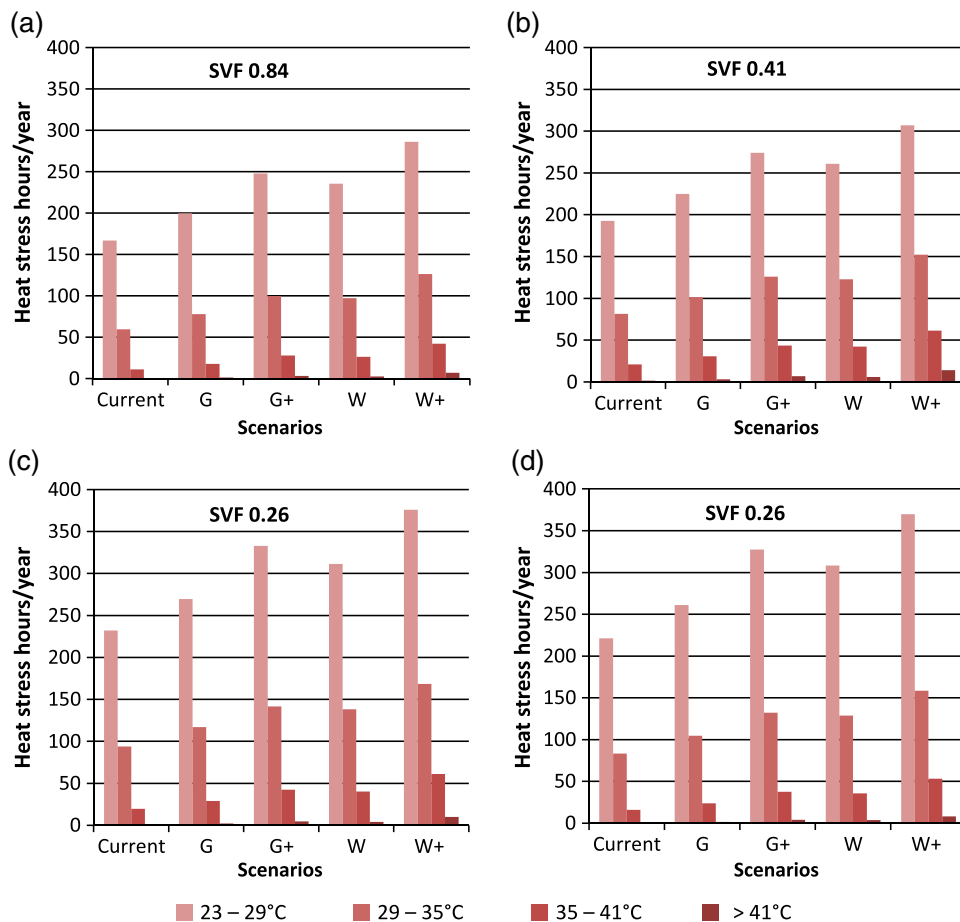 (a)
SVF 0.84
Heat stress hours/year
400
350
300
250
200
150
100
50
0
Current G G+ W W+
Scenarios
(b)
SVF 0.41
Heat stress hours/year
400
350
300
250
200
150
100
50
0
Current G G+ W W+
Scenarios
(c)
SVF 0.26
Heat stress hours/year
400
350
300
250
200
150
100
50
0
Current G G+ W W+
Scenarios
(d)
SVF 0.26
Heat stress hours/year
400
350
300
250
200
150
100
50
0
Current G G+ W W+
Scenarios
23 – 29°C 29 – 35°C 35 – 41°C > 41°C